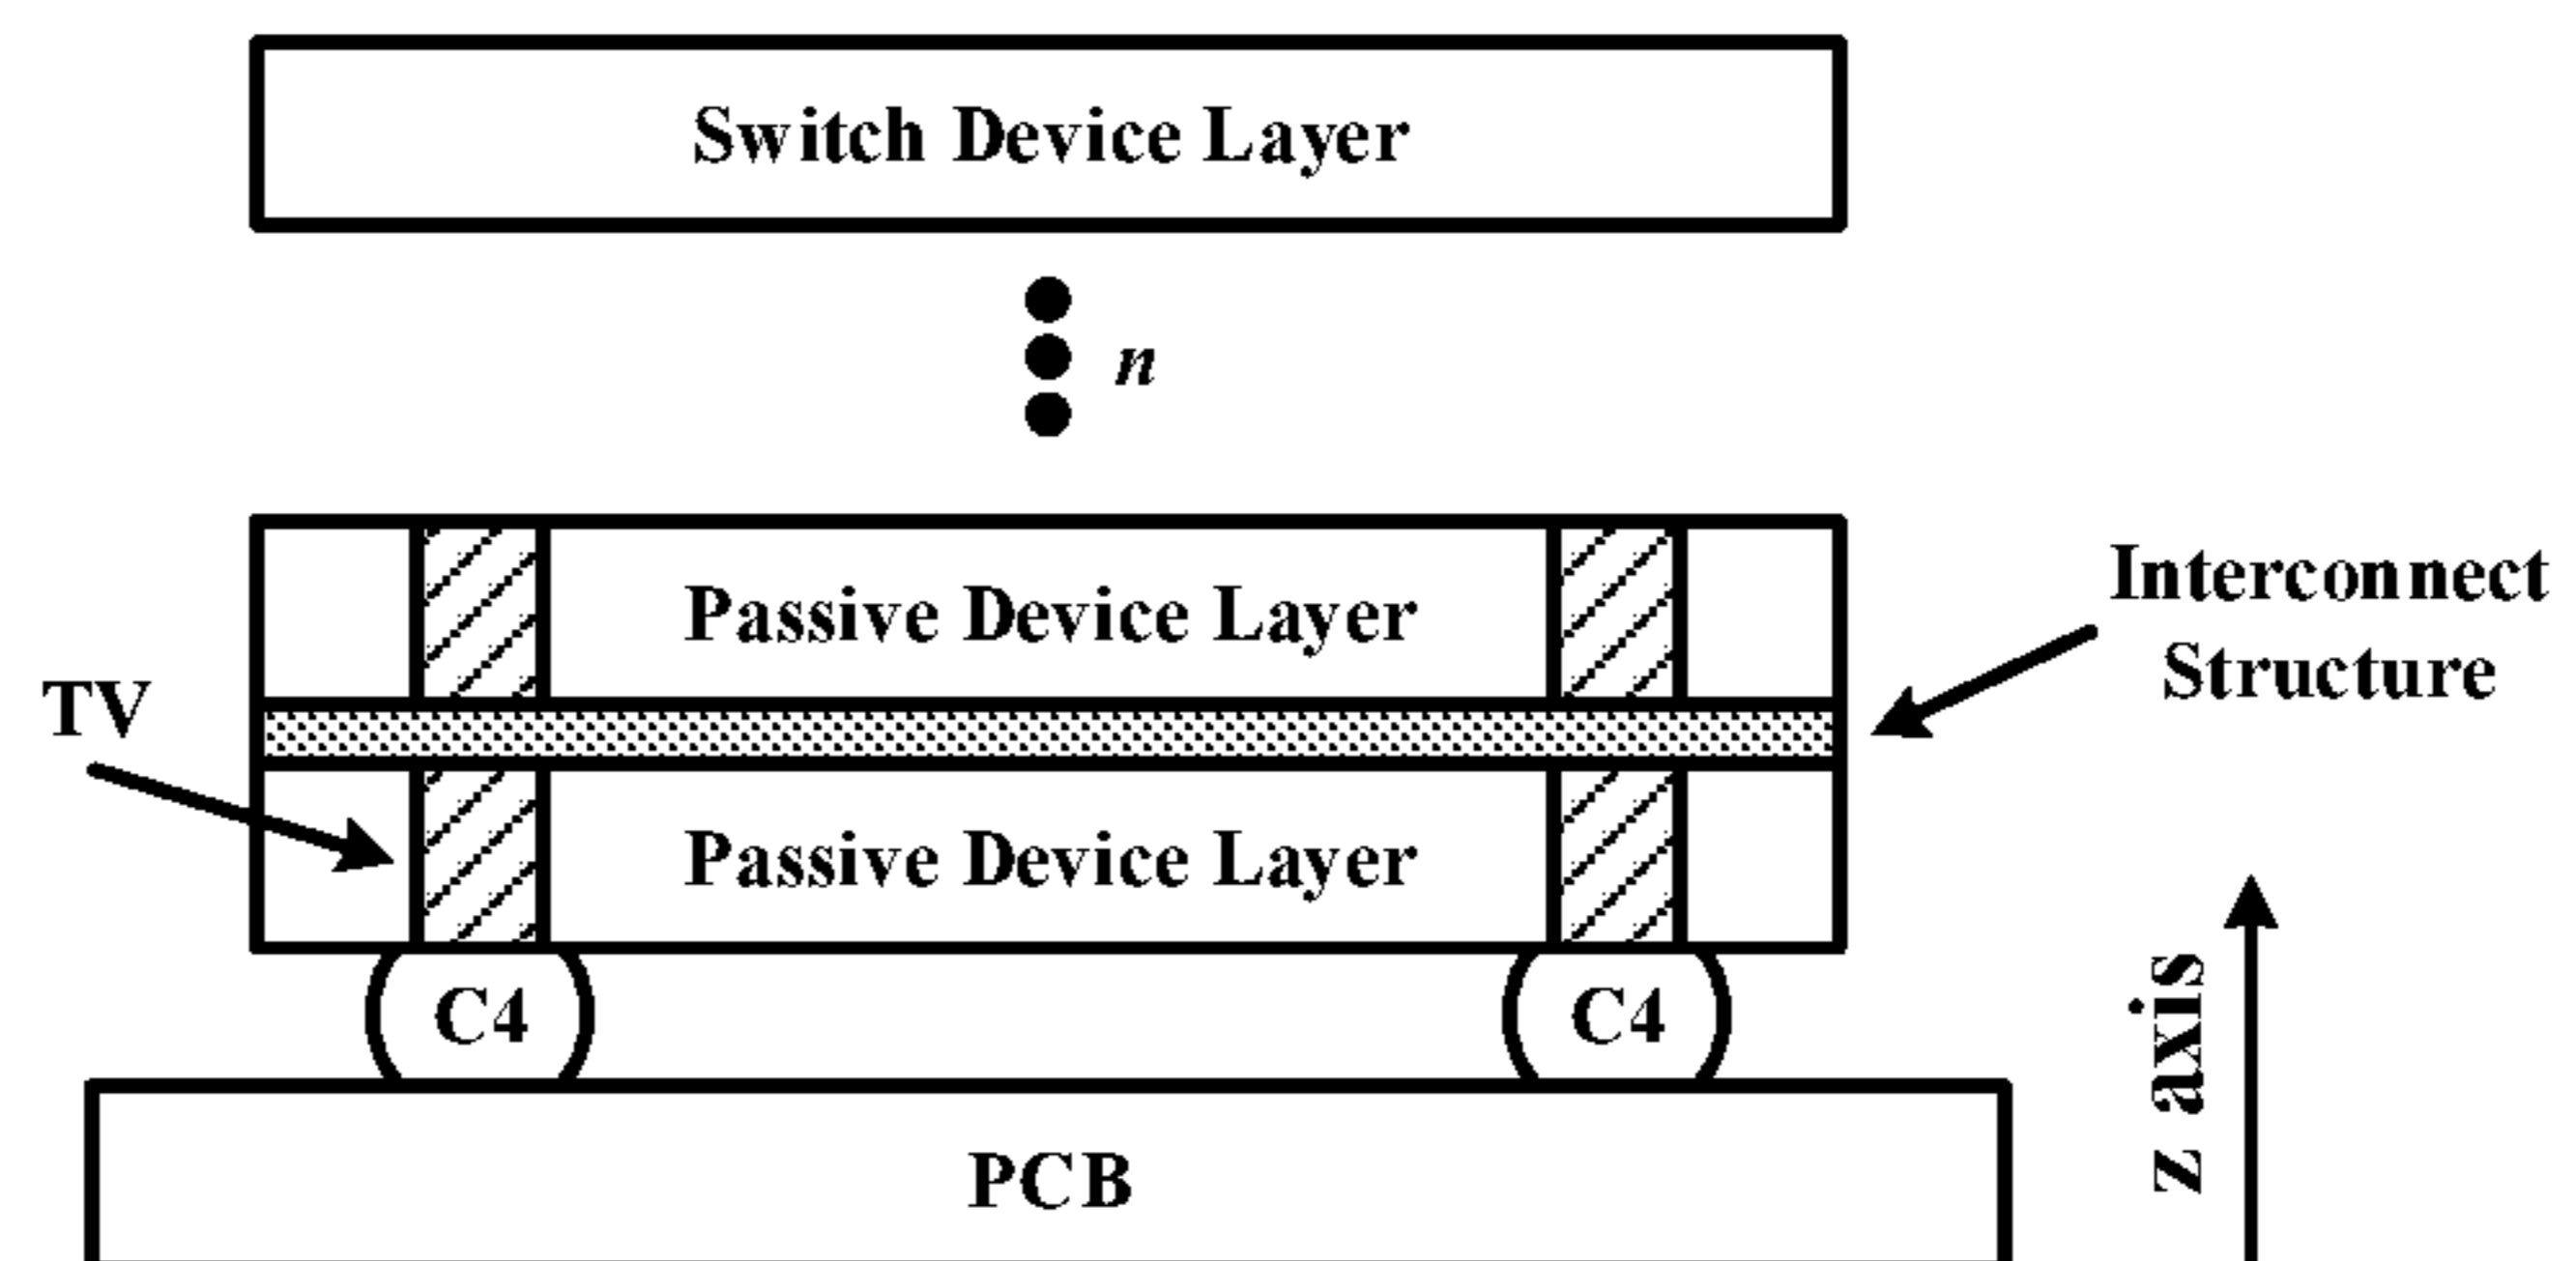 Switch Device Layer
n
Passive Device Layer
Interconnect
Structure
TV
Passive Device Layer
C4
C4
z axis
PCB